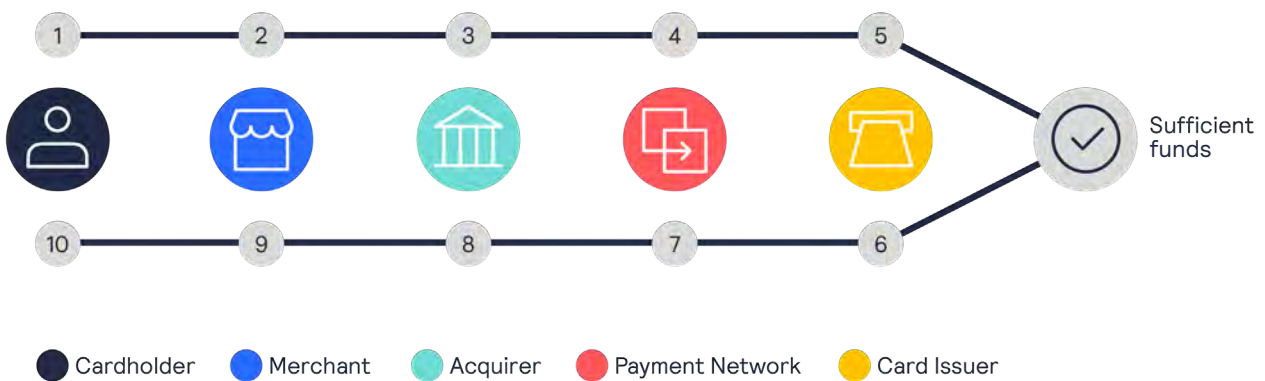 1 2 3 4 5
Sufficient
funds
10 9 8 7 6
Cardholder Merchant Acquirer Payment Network Card Issuer